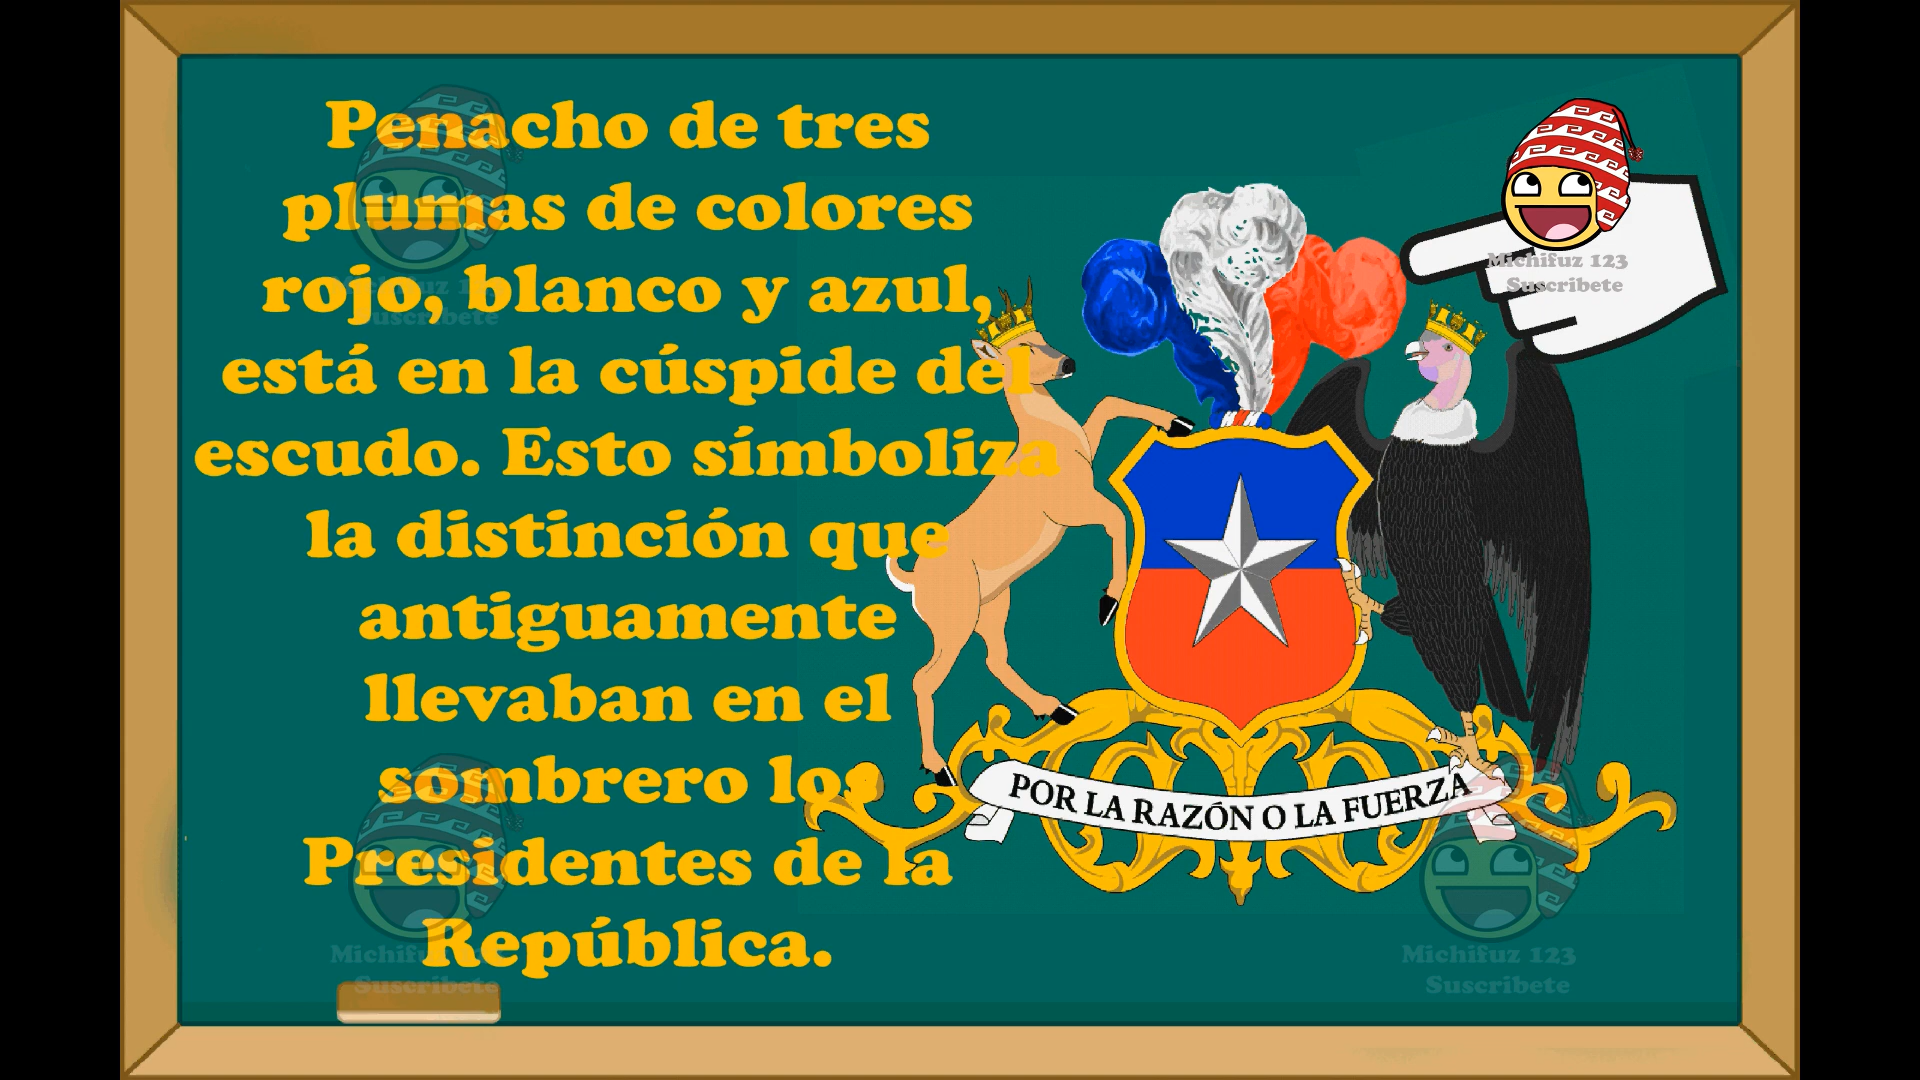 Penacho de tres
plumas de colores
rojo, blanco y azul,
está en la cúspide del
escudo. Esto símboliza
la distinción que
antiguamente
llevaban en el
sombrero los
Presidentes de la
República.
Michifuz 123
Suscribete
POR LA RAZÓN O LA FUERZA
Michifuz 123
Suscribete